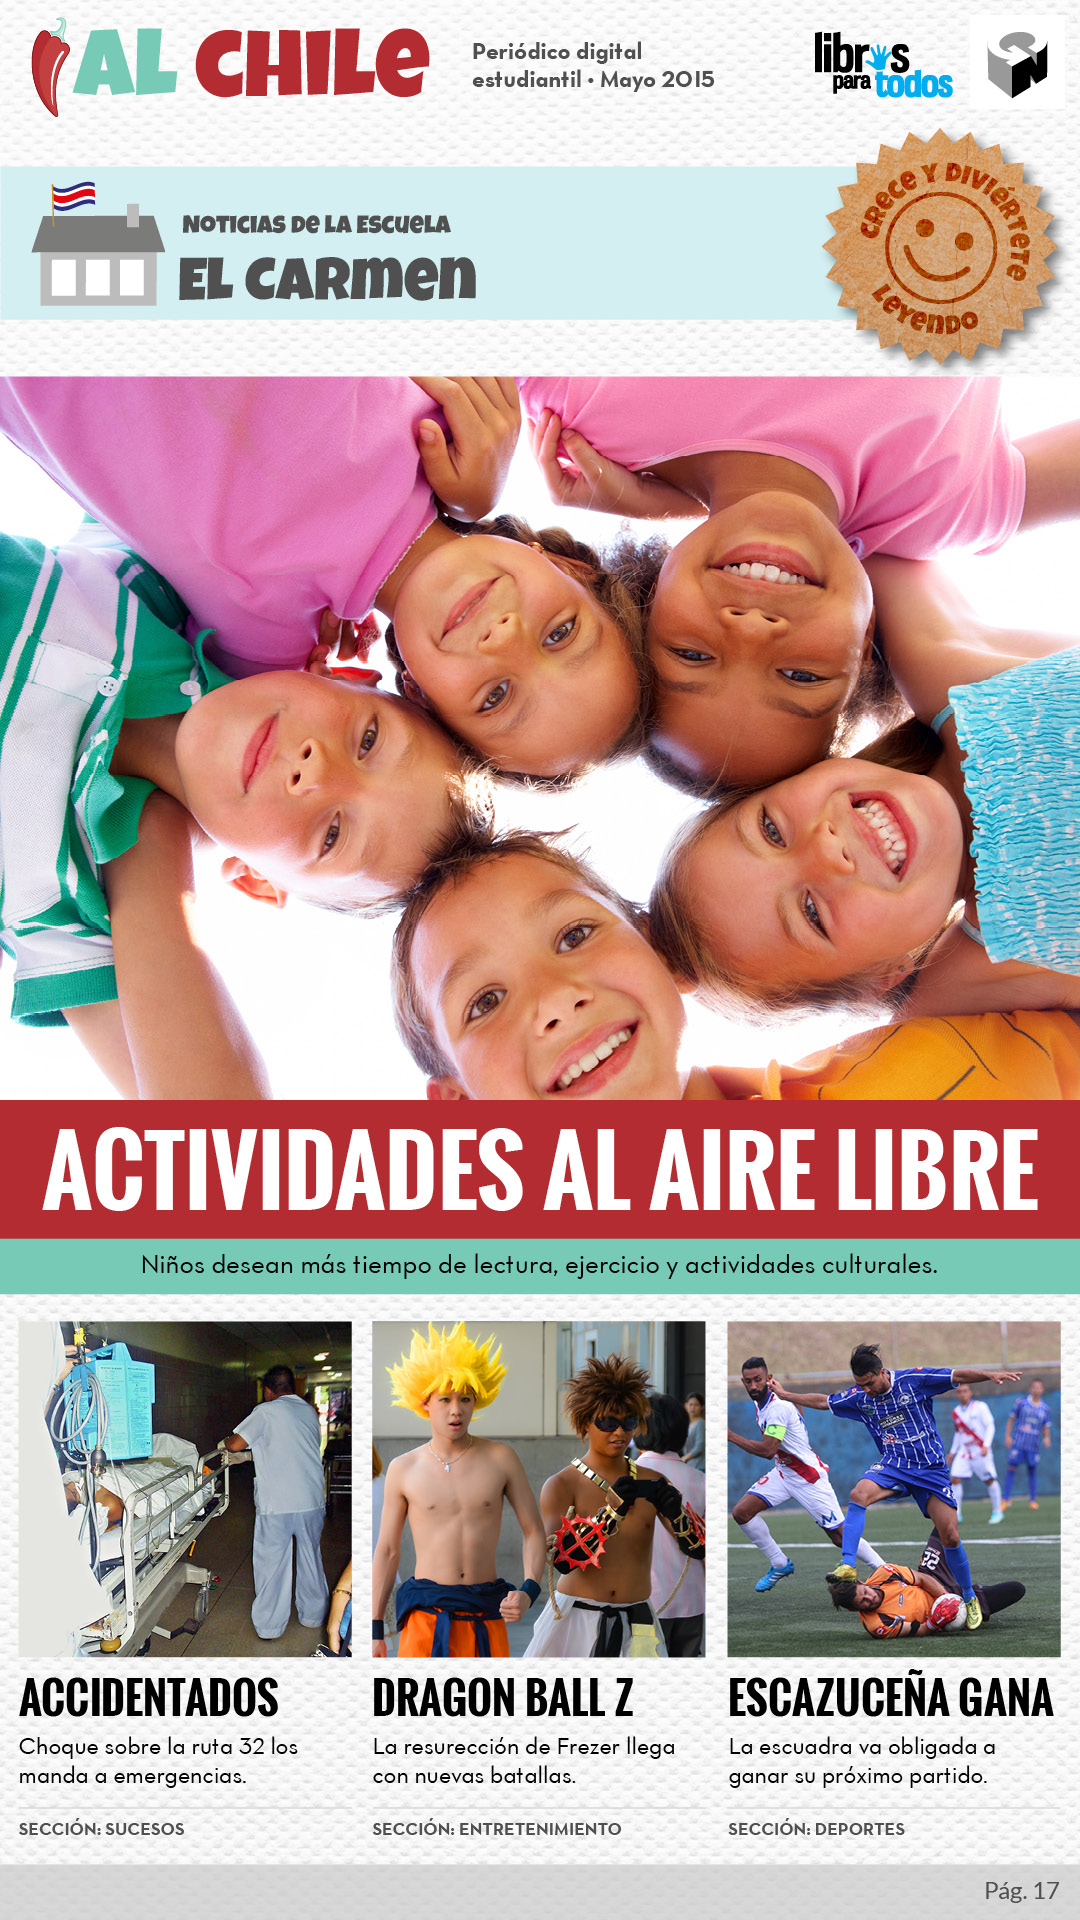 AL CHILE
Periódico digital
estudiantil • Mayo 2015
libros
para todos
CRECE Y DIVIÉRTETE
LEYENDO
NOTICIAS DE LA ESCUELA
EL CARMEN
ACTIVIDADES AL AIRE LIBRE
Niños desean más tiempo de lectura, ejercicio y actividades culturales.
ACCIDENTADOS
Choque sobre la ruta 32 los
manda a emergencias.
SECCIÓN: SUCESOS
DRAGON BALL Z
La resurección de Frezer llega
con nuevas batallas.
SECCIÓN: ENTRETENIMIENTO
22
ESCAZUCEÑA GANA
La escuadra va obligada a
ganar su próximo partido.
SECCIÓN: DEPORTES
Pág. 17